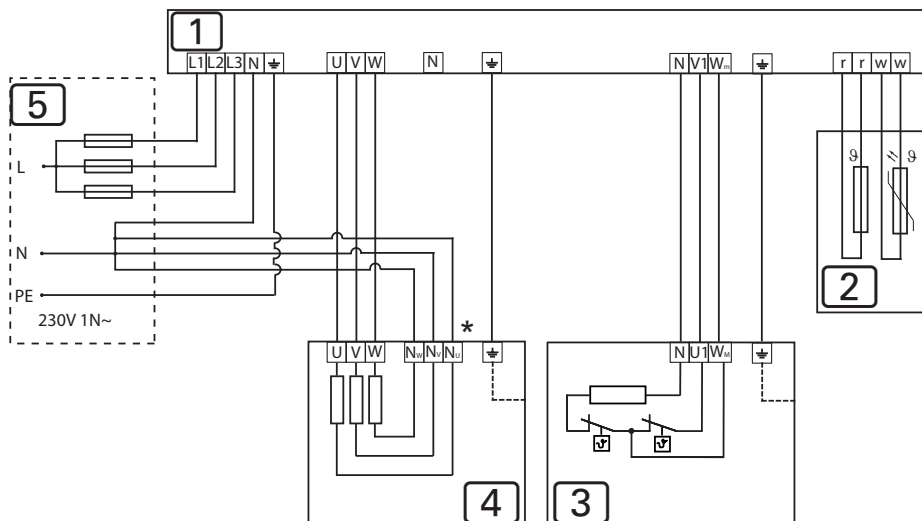 1
L1 L2 L3 N ⏚ U V W N ⏚ N V1 Wm ⏚ r r w w
5
L
ϑ ϑ
N
2
PE
230V 1N~
*
U V W NW NV NU ⏚ N U1 WM ⏚
ϑ ϑ
4 3